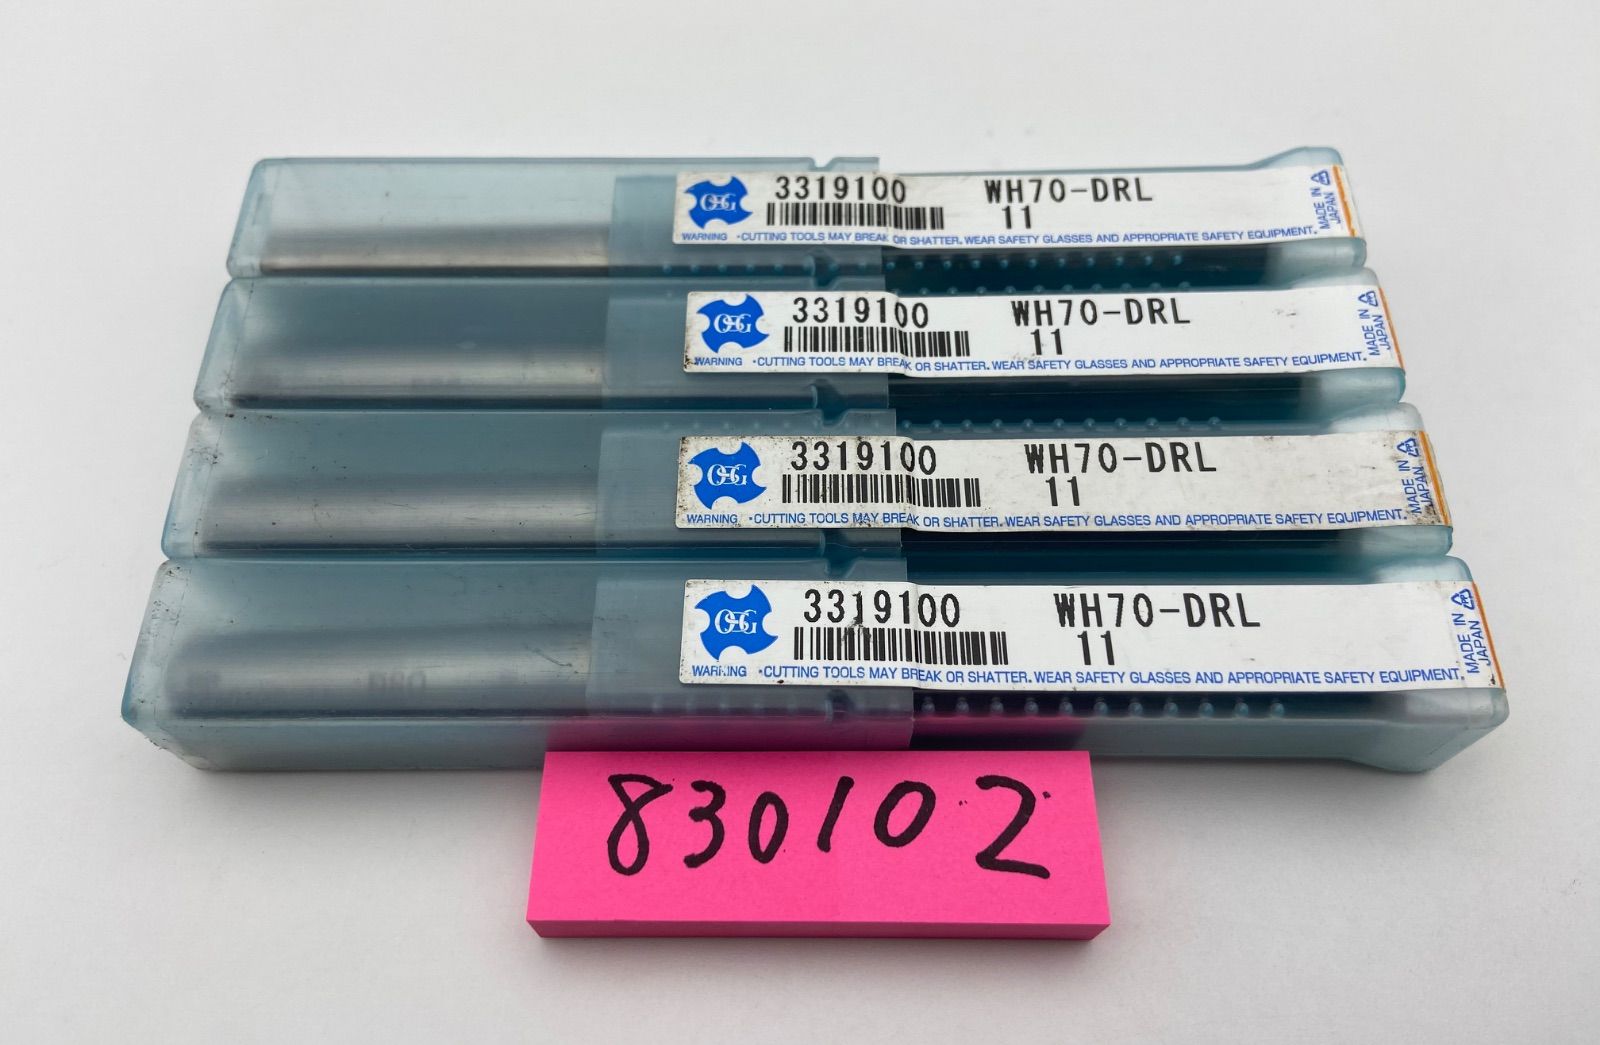 OSG 3319100 WH70-DRL
11
MADE IN JAPAN
WARNING •CUTTING TOOLS MAY BREAK OR SHATTER. WEAR SAFETY GLASSES AND APPROPRIATE SAFETY EQUIPMENT.
OSG 3319100 WH70-DRL
11
MADE IN JAPAN
WARNING •CUTTING TOOLS MAY BREAK OR SHATTER. WEAR SAFETY GLASSES AND APPROPRIATE SAFETY EQUIPMENT.
OSG 3319100 WH70-DRL
11
MADE IN JAPAN
WARNING •CUTTING TOOLS MAY BREAK OR SHATTER. WEAR SAFETY GLASSES AND APPROPRIATE SAFETY EQUIPMENT.
OSG 3319100 WH70-DRL
11
MADE IN JAPAN
WARNING •CUTTING TOOLS MAY BREAK OR SHATTER. WEAR SAFETY GLASSES AND APPROPRIATE SAFETY EQUIPMENT.
830102